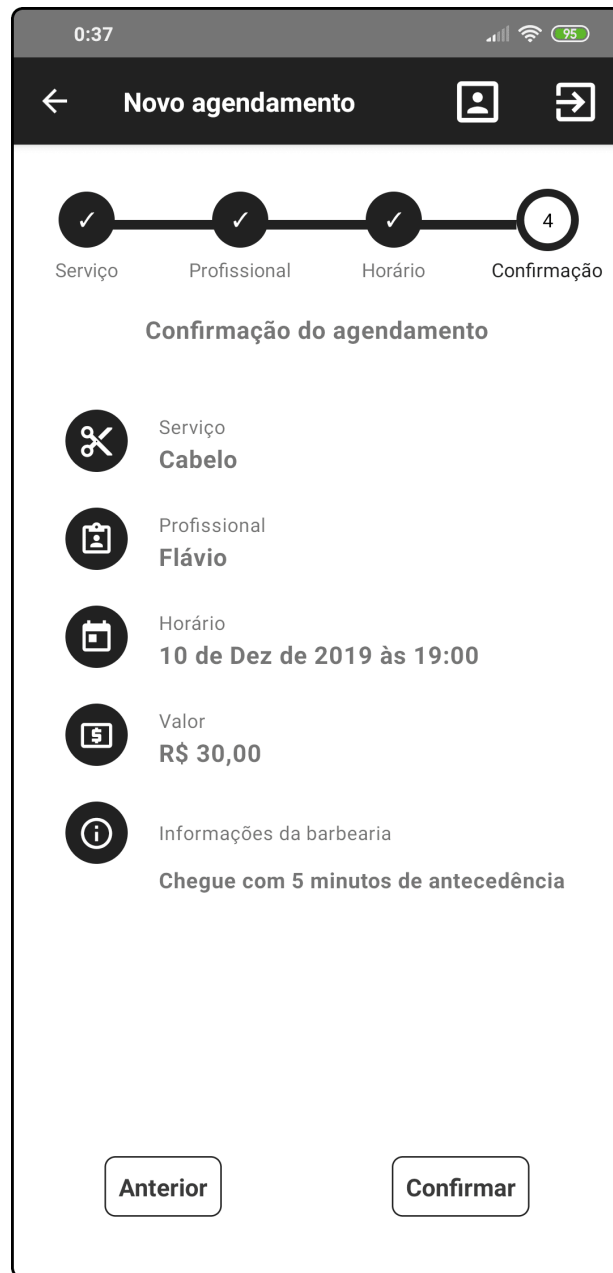 0:37
95
Novo agendamento
✓ ✓ ✓ 4
Serviço Profissional Horário Confirmação
Confirmação do agendamento
Serviço
Cabelo
Profissional
Flávio
Horário
10 de Dez de 2019 às 19:00
Valor
R$ 30,00
Informações da barbearia
Chegue com 5 minutos de antecedência
Anterior Confirmar